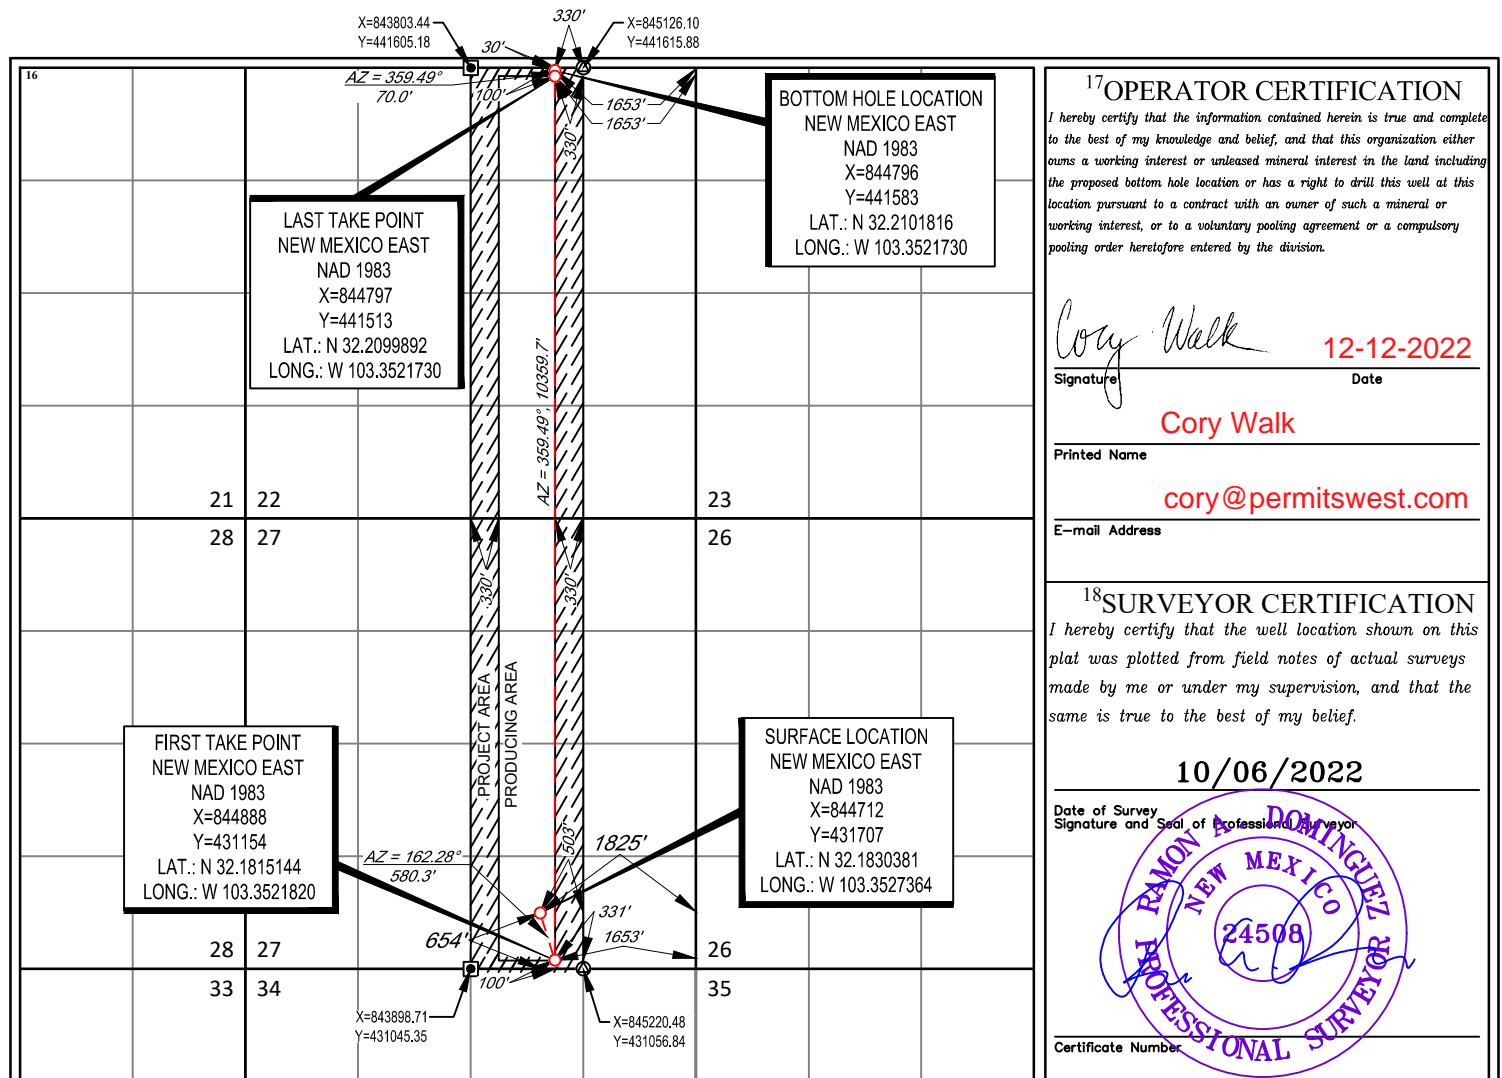 X=843803.44
Y=441605.18
330'
X=845126.10
Y=441615.88
30'
16
AZ = 359.49°
70.0'
100'
1653'
1653'
330'
BOTTOM HOLE LOCATION
NEW MEXICO EAST
NAD 1983
X=844796
Y=441583
LAT.: N 32.2101816
LONG.: W 103.3521730
LAST TAKE POINT
NEW MEXICO EAST
NAD 1983
X=844797
Y=441513
LAT.: N 32.2099892
LONG.: W 103.3521730
AZ = 359.49°, 10359.7'
21 22
23
28 27
26
330'
330'
PROJECT AREA
PRODUCING AREA
FIRST TAKE POINT
NEW MEXICO EAST
NAD 1983
X=844888
Y=431154
LAT.: N 32.1815144
LONG.: W 103.3521820
SURFACE LOCATION
NEW MEXICO EAST
NAD 1983
X=844712
Y=431707
LAT.: N 32.1830381
LONG.: W 103.3527364
AZ = 162.28°
580.3'
503'
1825'
331'
654'
1653'
28 27
26
100'
33 34
35
X=843898.71
Y=431045.35
X=845220.48
Y=431056.84
17 OPERATOR CERTIFICATION
I hereby certify that the information contained herein is true and complete
to the best of my knowledge and belief, and that this organization either
owns a working interest or unleased mineral interest in the land including
the proposed bottom hole location or has a right to drill this well at this
location pursuant to a contract with an owner of such a mineral or
working interest, or to a voluntary pooling agreement or a compulsory
pooling order heretofore entered by the division.
Cory Walk
12-12-2022
Signature Date
Cory Walk
Printed Name
cory@permitswest.com
E-mail Address
18 SURVEYOR CERTIFICATION
I hereby certify that the well location shown on this
plat was plotted from field notes of actual surveys
made by me or under my supervision, and that the
same is true to the best of my belief.
10/06/2022
Date of Survey
Signature and Seal of Professional Surveyor
RAMON A. DOMINGUEZ
NEW MEXICO
24508
PROFESSIONAL SURVEYOR
Certificate Number